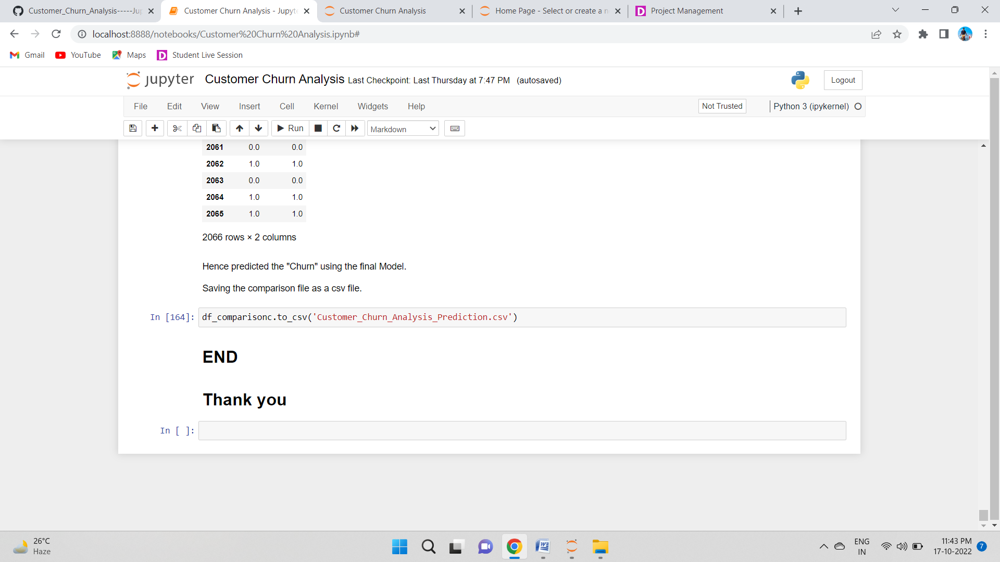 Customer_Churn_Analysis-----Jup
Customer Churn Analysis - Jupyte
Customer Churn Analysis
Home Page - Select or create a n
Project Management
localhost:8888/notebooks/Customer%20Churn%20Analysis.ipynb#
Gmail
YouTube
Maps
Student Live Session
jupyter
Customer Churn Analysis Last Checkpoint: Last Thursday at 7:47 PM (autosaved)
Logout
File Edit View Insert Cell Kernel Widgets Help
Not Trusted
Python 3 (ipykernel)
Run
Markdown
2061 0.0 0.0
2062 1.0 1.0
2063 0.0 0.0
2064 1.0 1.0
2065 1.0 1.0
2066 rows × 2 columns
Hence predicted the "Churn" using the final Model.
Saving the comparison file as a csv file.
In [164]: df_comparisonc.to_csv('Customer_Churn_Analysis_Prediction.csv')
END
Thank you
In [ ]:
26°C
Haze
ENG
IN
11:43 PM
17-10-2022
7